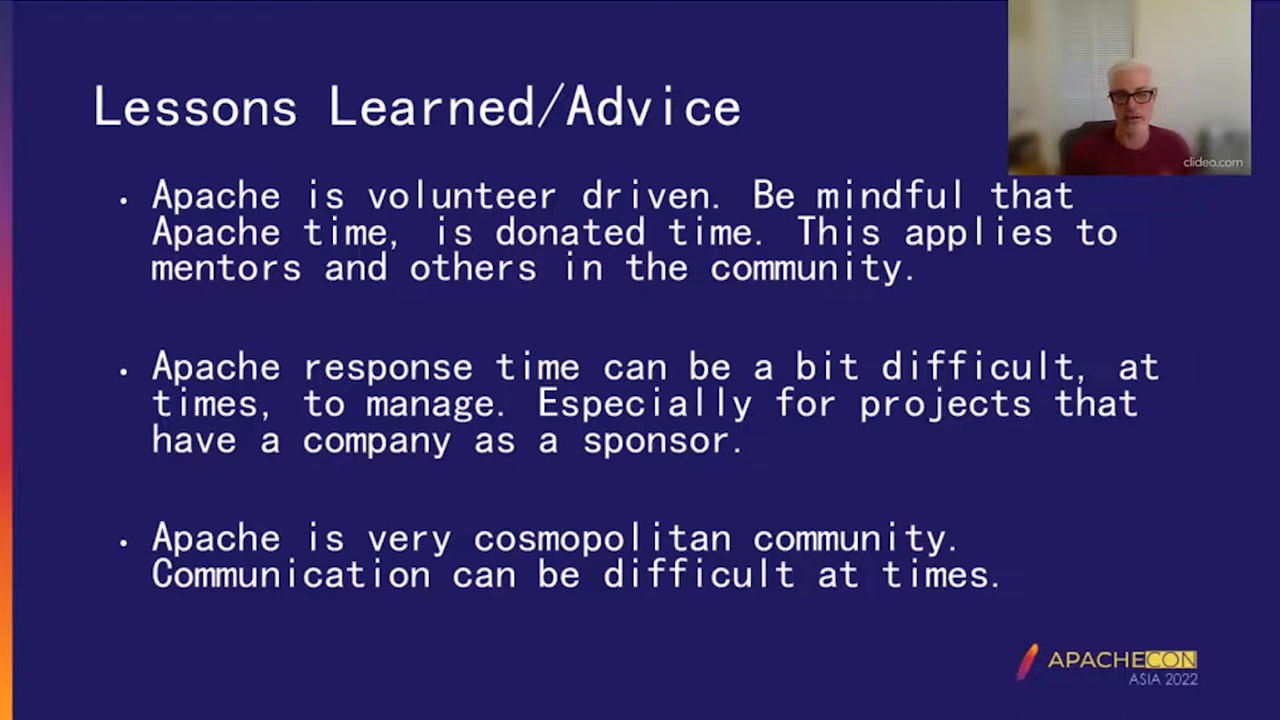 Lessons Learned/Advice
clideo.com
• Apache is volunteer driven. Be mindful that
Apache time, is donated time. This applies to
mentors and others in the community.
• Apache response time can be a bit difficult, at
times, to manage. Especially for projects that
have a company as a sponsor.
• Apache is very cosmopolitan community.
Communication can be difficult at times.
APACHECON
ASIA 2022